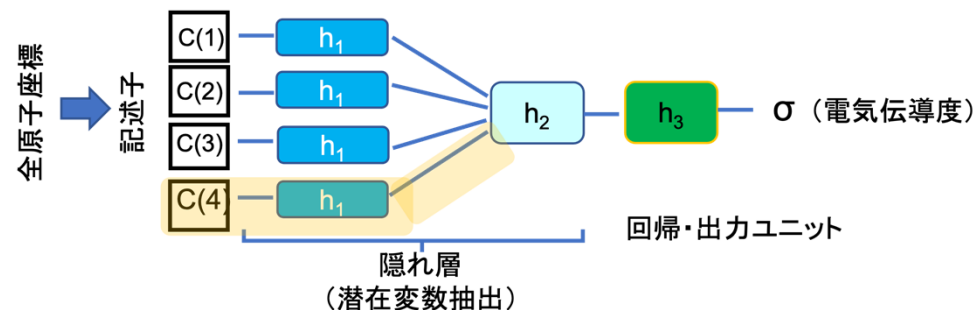 全原子座標
記述子
C(1)
h1
C(2)
h1
C(3)
h1
C(4)
h1
h2
h3
σ (電気伝導度)
回帰・出力ユニット
隠れ層
(潜在変数抽出)